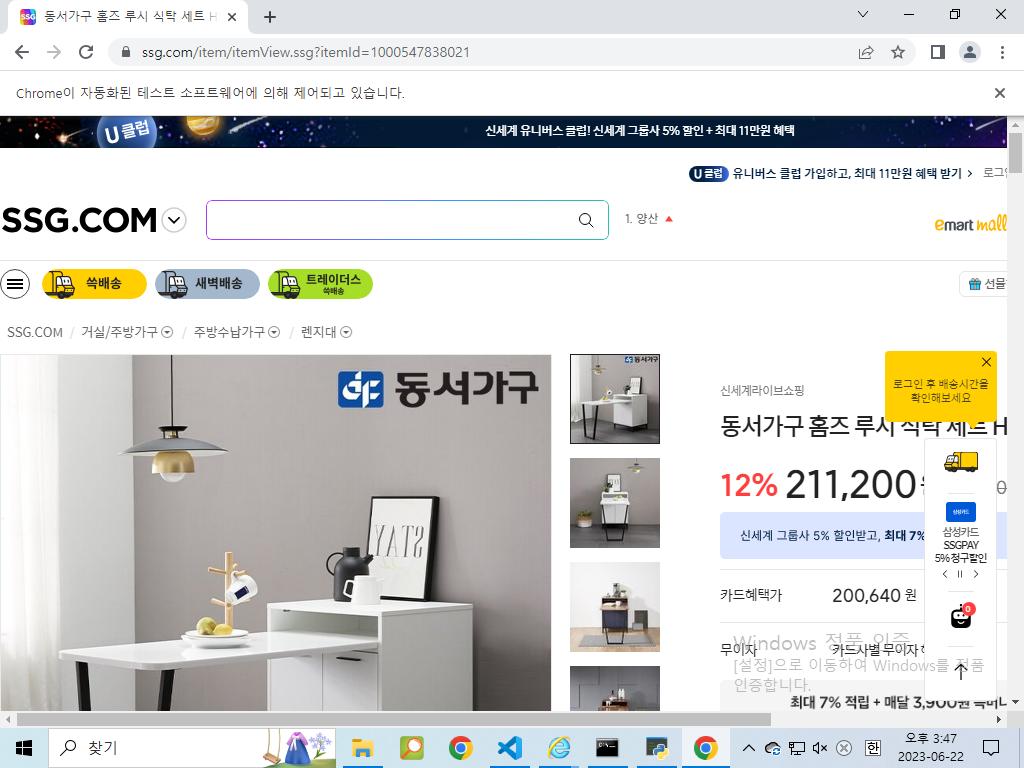 동서가구 홈즈 루시 식탁 세트 H
ssg.com/item/itemView.ssg?itemId=1000547838021
Chrome이 자동화된 테스트 소프트웨어에 의해 제어되고 있습니다.
U 클럽
신세계 유니버스 클럽! 신세계 그룹사 5% 할인 + 최대 11만원 혜택
U 클럽 유니버스 클럽 가입하고, 최대 11만원 혜택 받기
SSG.COM
1. 양산
emart mall
쓱배송
새벽배송
트레이더스
쓱배송
선물
SSG.COM / 거실/주방가구 / 주방수납가구 / 렌지대
동서가구
동서가구
STAY
로그인 후 배송시간을
확인해보세요
신세계라이브쇼핑
동서가구 홈즈 루시 식탁 세트 H
12% 211,200
신세계 그룹사 5% 할인받고, 최대 7%
삼성카드
삼성카드
SSGPAY
5% 청구할인
카드혜택가 200,640 원
0
무이자 카드사별 무이자
Windows 정품 인증
[설정]으로 이동하여 Windows를 정품
인증합니다.
최대 7% 적립 + 매달 3,900원 쓱머니
찾기
한
오후 3:47
2023-06-22